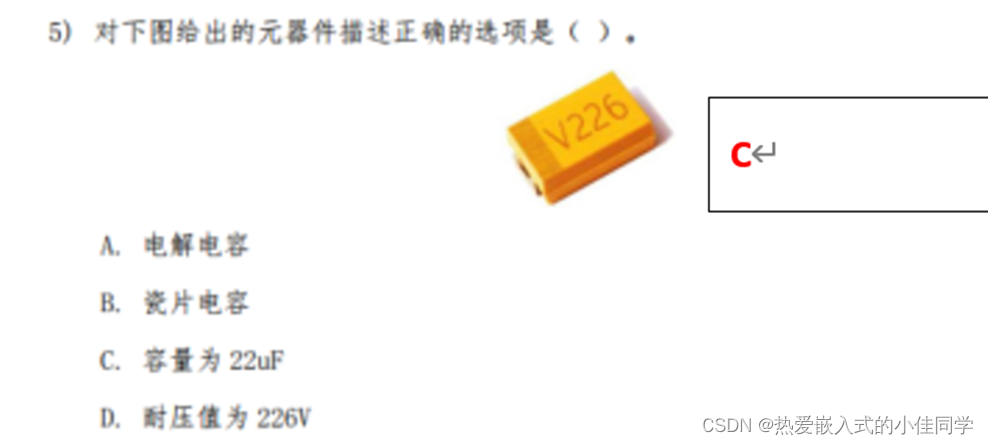 5) 对下图给出的元器件描述正确的选项是（ ）。
V226
C↵
A. 电解电容
B. 瓷片电容
C. 容量为 22uF
D. 耐压值为 226V
CSDN @热爱嵌入式的小佳同学